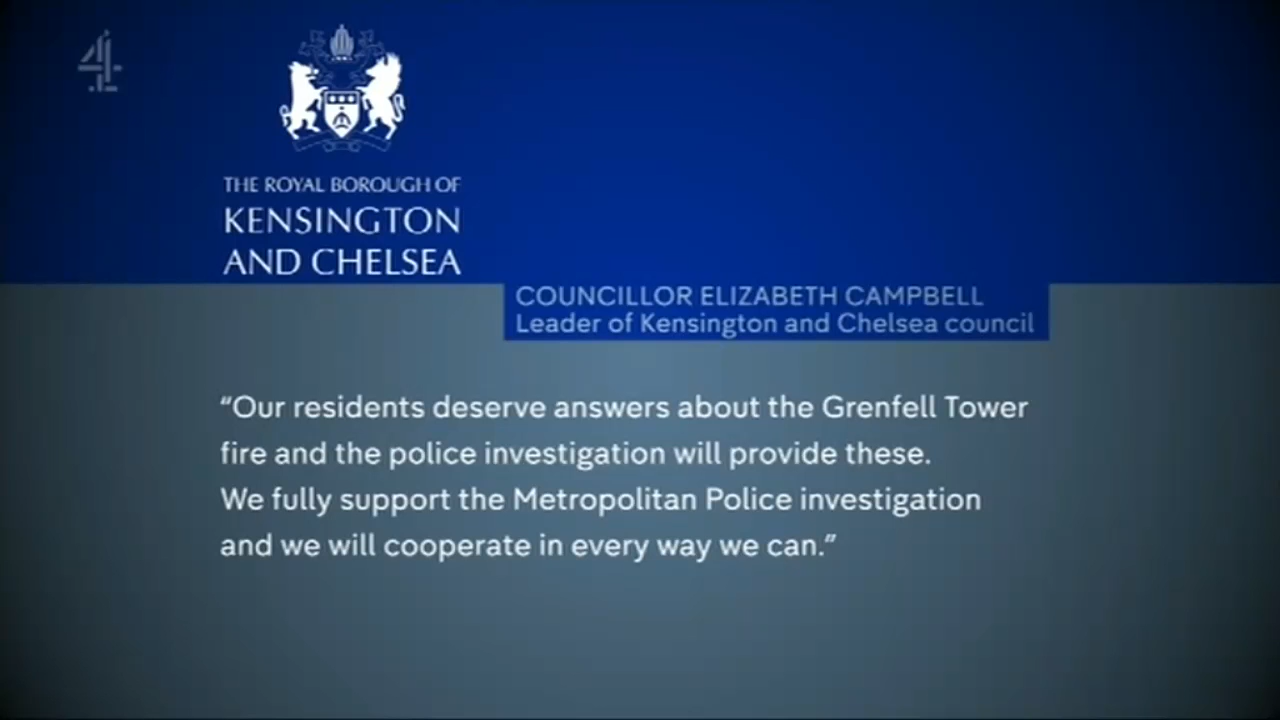 4
THE ROYAL BOROUGH OF
KENSINGTON
AND CHELSEA
COUNCILLOR ELIZABETH CAMPBELL
Leader of Kensington and Chelsea council
“Our residents deserve answers about the Grenfell Tower
fire and the police investigation will provide these.
We fully support the Metropolitan Police investigation
and we will cooperate in every way we can.”